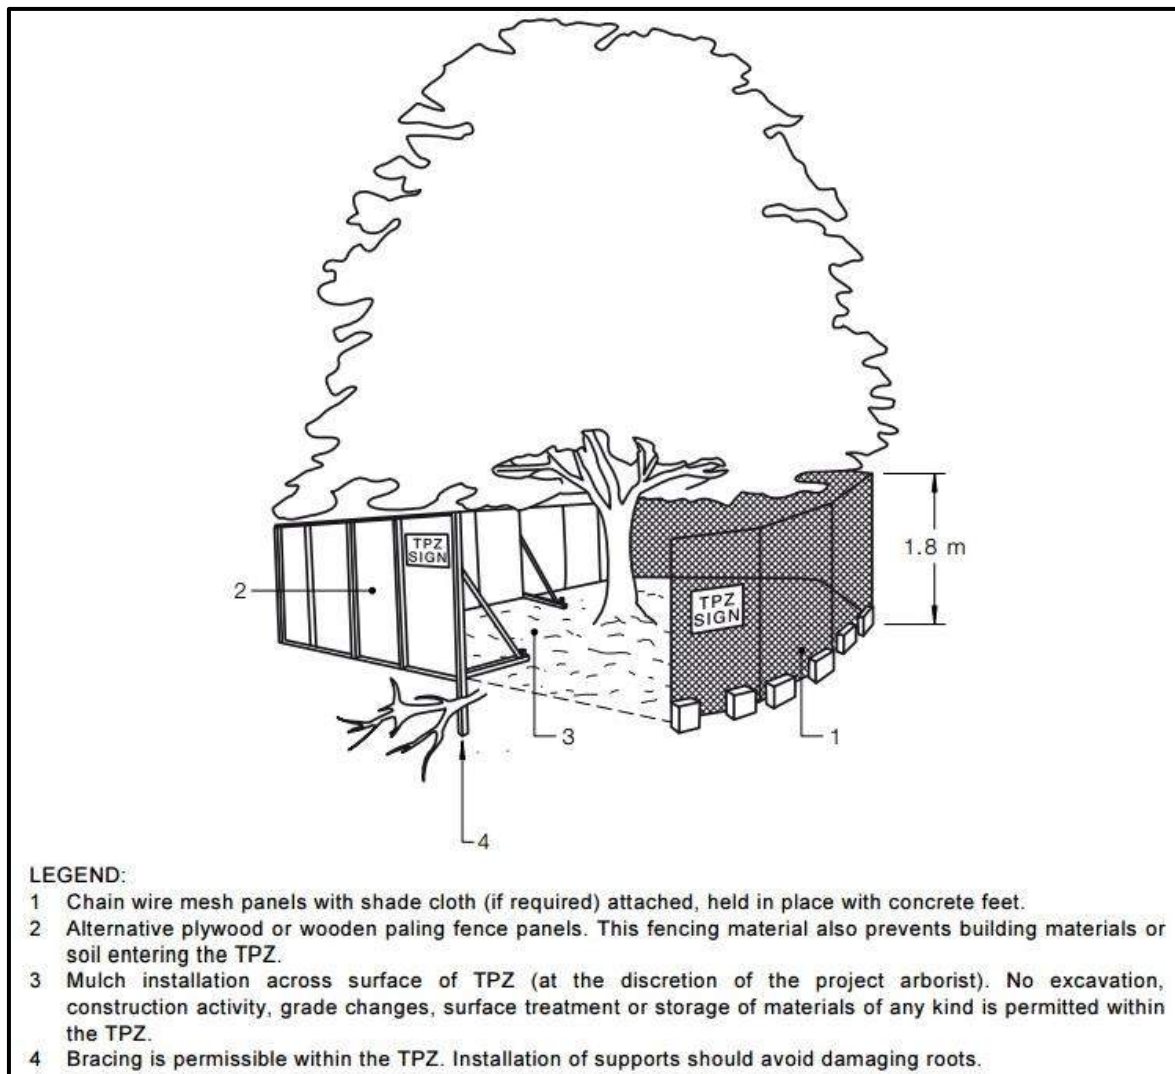 TPZ
SIGN
1.8 m
2
TPZ
SIGN
3
1
4
LEGEND:
1 Chain wire mesh panels with shade cloth (if required) attached, held in place with concrete feet.
2 Alternative plywood or wooden paling fence panels. This fencing material also prevents building materials or
soil entering the TPZ.
3 Mulch installation across surface of TPZ (at the discretion of the project arborist). No excavation,
construction activity, grade changes, surface treatment or storage of materials of any kind is permitted within
the TPZ.
4 Bracing is permissible within the TPZ. Installation of supports should avoid damaging roots.